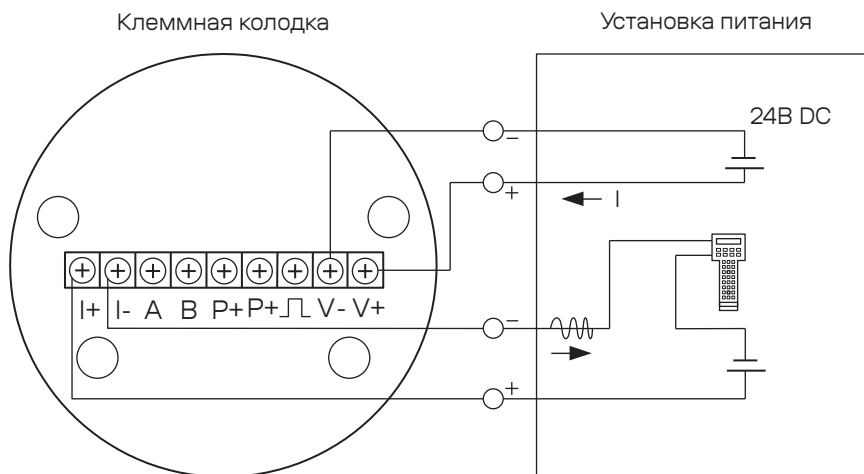 Клеммная колодка
Установка питания
24В DC
−
+
I
I+ I- A B P+ P+ V- V+
−
+